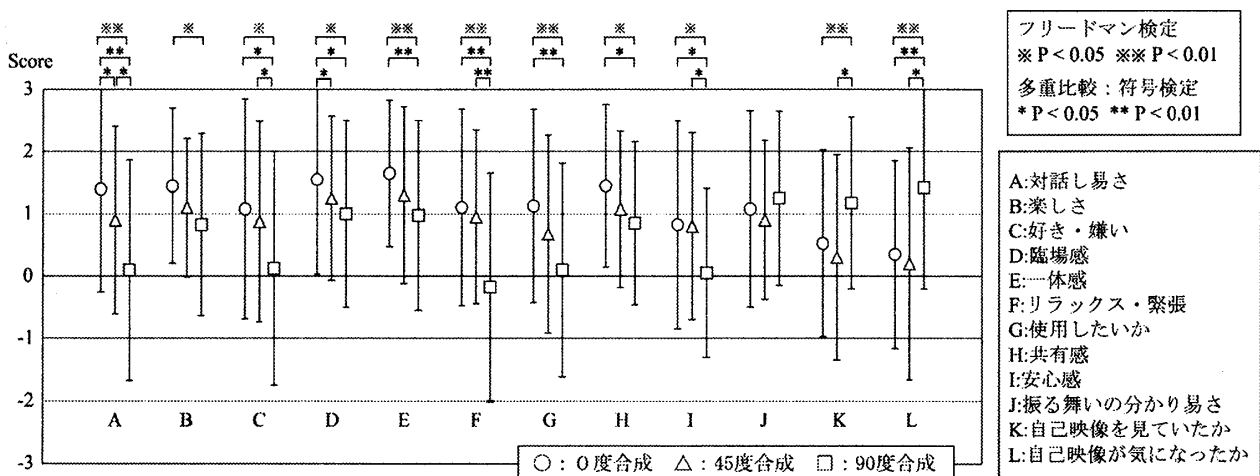 ※※ ※ ※ ※ ※※ ※※ ※※ ※ ※ ※※ ※※
** * * ** ** ** * * **
* * * * ** * * *
Score
3
2
1
0
-1
-2
-3
A B C D E F G H I J K L
○：0度合成 △：45度合成 □：90度合成
フリードマン検定
※ P < 0.05 ※※ P < 0.01
多重比較：符号検定
* P < 0.05 ** P < 0.01
A:対話し易さ
B:楽しさ
C:好き・嫌い
D:臨場感
E:一体感
F:リラックス・緊張
G:使用したいか
H:共有感
I:安心感
J:振る舞いの分かり易さ
K:自己映像を見ていたか
L:自己映像が気になったか